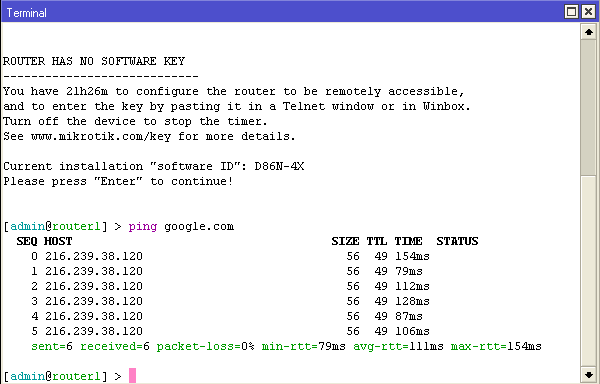 Terminal
ROUTER HAS NO SOFTWARE KEY
----------------------------
You have 21h26m to configure the router to be remotely accessible,
and to enter the key by pasting it in a Telnet window or in Winbox.
Turn off the device to stop the timer.
See www.mikrotik.com/key for more details.
Current installation "software ID": D86N-4X
Please press "Enter" to continue!
[admin@router1] > ping google.com
SEQ HOST SIZE TTL TIME STATUS
0 216.239.38.120 56 49 154ms
1 216.239.38.120 56 49 79ms
2 216.239.38.120 56 49 112ms
3 216.239.38.120 56 49 128ms
4 216.239.38.120 56 49 87ms
5 216.239.38.120 56 49 106ms
sent=6 received=6 packet-loss=0% min-rtt=79ms avg-rtt=111ms max-rtt=154ms
[admin@router1] >